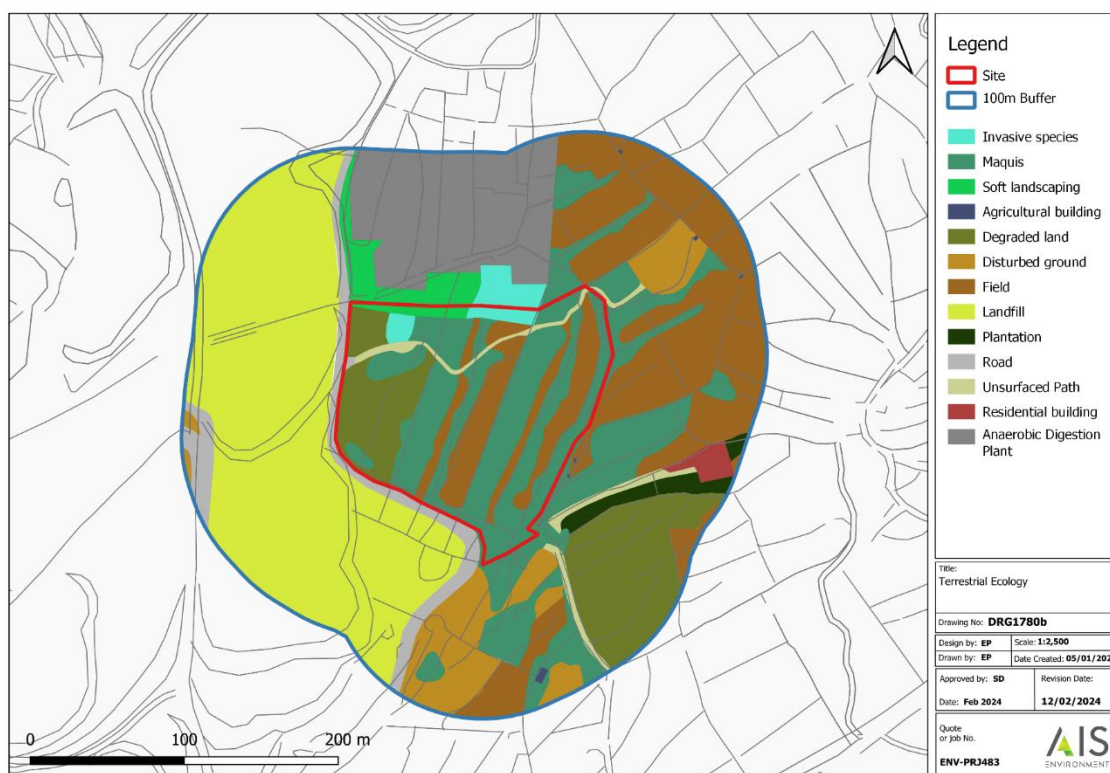 Legend
Site
100m Buffer
Invasive species
Maquis
Soft landscaping
Agricultural building
Degraded land
Disturbed ground
Field
Landfill
Plantation
Road
Unsurfaced Path
Residential building
Anaerobic Digestion
Plant
0 100 200 m
Title:
Terrestrial Ecology
Drawing No: DRG1780b
Design by: EP Scale: 1:2,500
Drawn by: EP Date Created: 05/01/202
Approved by: SD Revision Date:
Date: Feb 2024 12/02/2024
Quote
or Job No.
ENV-PRJ483
AIS
ENVIRONMENT